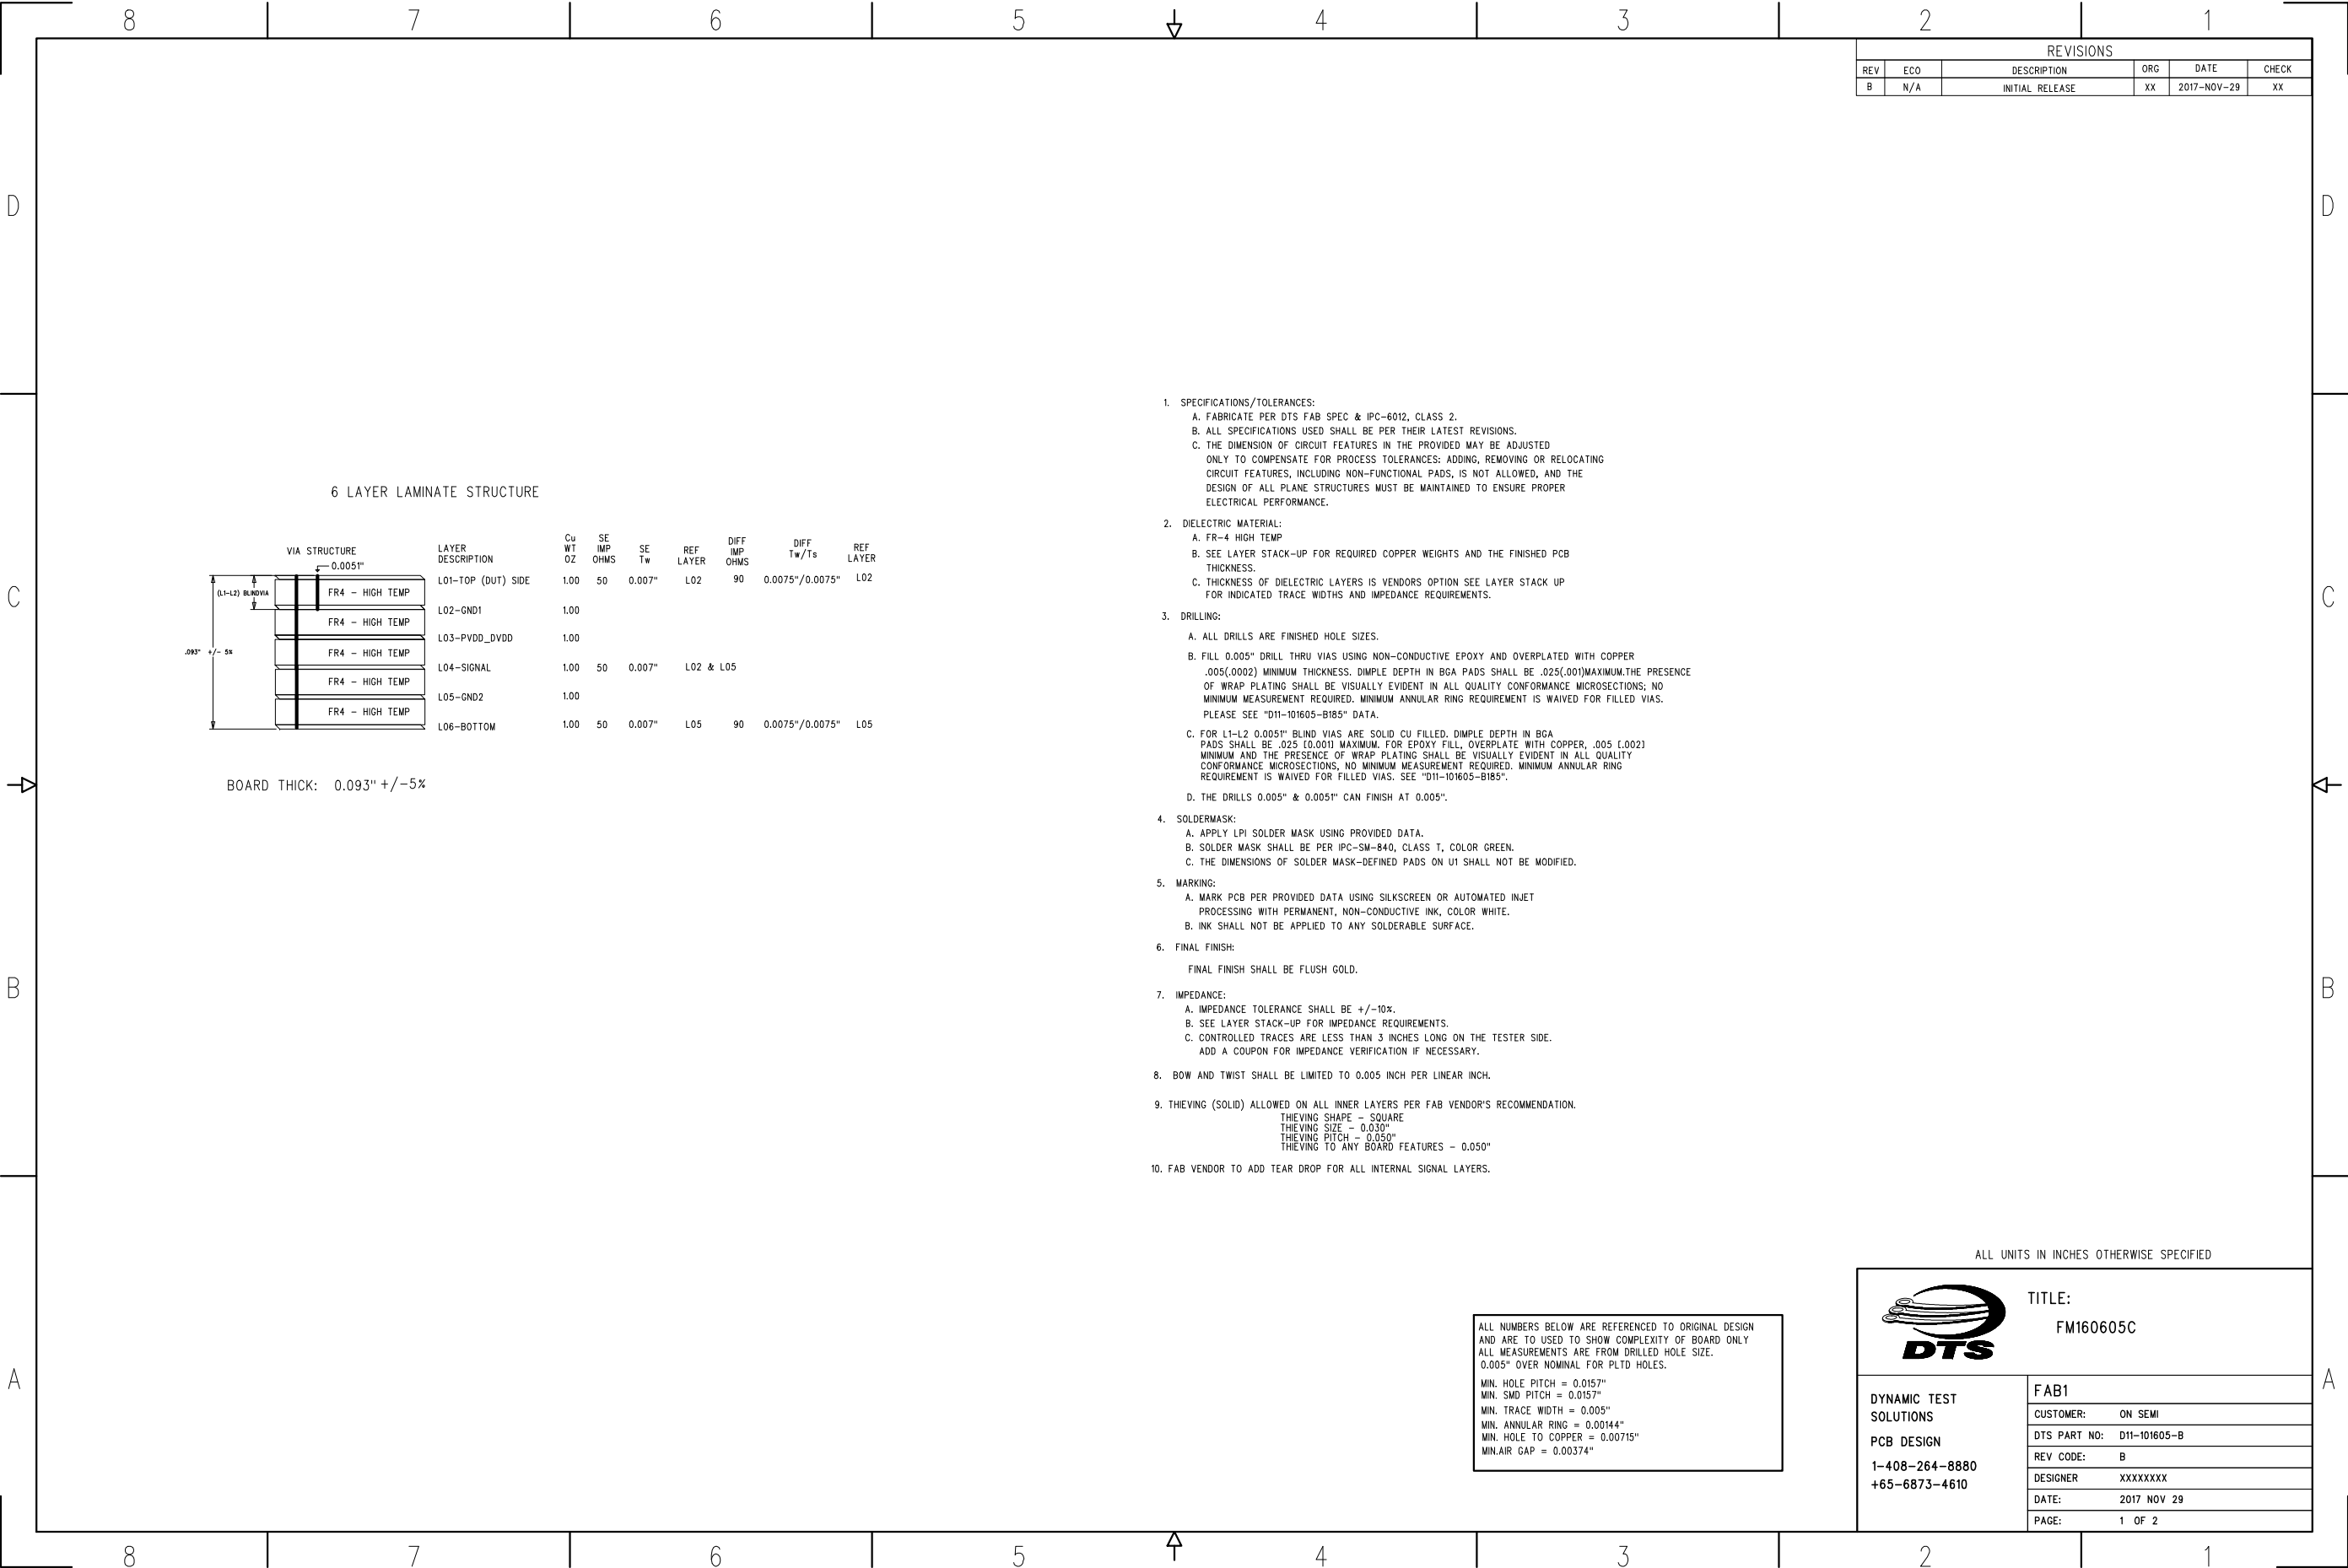 8 7 6 5 4 3 2 1
REVISIONS
REV ECO DESCRIPTION ORG DATE CHECK
B N/A INITIAL RELEASE XX 2017-NOV-29 XX
D D
C C
B B
A A
6 LAYER LAMINATE STRUCTURE
VIA STRUCTURE LAYER DESCRIPTION Cu WT OZ SE IMP OHMS SE Tw REF LAYER DIFF IMP OHMS DIFF Tw/Ts REF LAYER
0.0051"
(L1-L2) BLINDVIA
.093" +/- 5%
FR4 - HIGH TEMP
FR4 - HIGH TEMP
FR4 - HIGH TEMP
FR4 - HIGH TEMP
FR4 - HIGH TEMP
L01-TOP (DUT) SIDE 1.00 50 0.007" L02 90 0.0075"/0.0075" L02
L02-GND1 1.00
L03-PVDD_DVDD 1.00
L04-SIGNAL 1.00 50 0.007" L02 & L05
L05-GND2 1.00
L06-BOTTOM 1.00 50 0.007" L05 90 0.0075"/0.0075" L05
BOARD THICK: 0.093" +/-5%
1. SPECIFICATIONS/TOLERANCES:
A. FABRICATE PER DTS FAB SPEC & IPC-6012, CLASS 2.
B. ALL SPECIFICATIONS USED SHALL BE PER THEIR LATEST REVISIONS.
C. THE DIMENSION OF CIRCUIT FEATURES IN THE PROVIDED MAY BE ADJUSTED
ONLY TO COMPENSATE FOR PROCESS TOLERANCES: ADDING, REMOVING OR RELOCATING
CIRCUIT FEATURES, INCLUDING NON-FUNCTIONAL PADS, IS NOT ALLOWED, AND THE
DESIGN OF ALL PLANE STRUCTURES MUST BE MAINTAINED TO ENSURE PROPER
ELECTRICAL PERFORMANCE.
2. DIELECTRIC MATERIAL:
A. FR-4 HIGH TEMP
B. SEE LAYER STACK-UP FOR REQUIRED COPPER WEIGHTS AND THE FINISHED PCB
THICKNESS.
C. THICKNESS OF DIELECTRIC LAYERS IS VENDORS OPTION SEE LAYER STACK UP
FOR INDICATED TRACE WIDTHS AND IMPEDANCE REQUIREMENTS.
3. DRILLING:
A. ALL DRILLS ARE FINISHED HOLE SIZES.
B. FILL 0.005" DRILL THRU VIAS USING NON-CONDUCTIVE EPOXY AND OVERPLATED WITH COPPER
.005(.0002) MINIMUM THICKNESS. DIMPLE DEPTH IN BGA PADS SHALL BE .025(.001)MAXIMUM.THE PRESENCE
OF WRAP PLATING SHALL BE VISUALLY EVIDENT IN ALL QUALITY CONFORMANCE MICROSECTIONS; NO
MINIMUM MEASUREMENT REQUIRED. MINIMUM ANNULAR RING REQUIREMENT IS WAIVED FOR FILLED VIAS.
PLEASE SEE "D11-101605-B185" DATA.
C. FOR L1-L2 0.0051" BLIND VIAS ARE SOLID CU FILLED. DIMPLE DEPTH IN BGA
PADS SHALL BE .025 [0.001] MAXIMUM. FOR EPOXY FILL, OVERPLATE WITH COPPER, .005 [.002]
MINIMUM AND THE PRESENCE OF WRAP PLATING SHALL BE VISUALLY EVIDENT IN ALL QUALITY
CONFORMANCE MICROSECTIONS, NO MINIMUM MEASUREMENT REQUIRED. MINIMUM ANNULAR RING
REQUIREMENT IS WAIVED FOR FILLED VIAS. SEE "D11-101605-B185".
D. THE DRILLS 0.005" & 0.0051" CAN FINISH AT 0.005".
4. SOLDERMASK:
A. APPLY LPI SOLDER MASK USING PROVIDED DATA.
B. SOLDER MASK SHALL BE PER IPC-SM-840, CLASS T, COLOR GREEN.
C. THE DIMENSIONS OF SOLDER MASK-DEFINED PADS ON U1 SHALL NOT BE MODIFIED.
5. MARKING:
A. MARK PCB PER PROVIDED DATA USING SILKSCREEN OR AUTOMATED INJET
PROCESSING WITH PERMANENT, NON-CONDUCTIVE INK, COLOR WHITE.
B. INK SHALL NOT BE APPLIED TO ANY SOLDERABLE SURFACE.
6. FINAL FINISH:
FINAL FINISH SHALL BE FLUSH GOLD.
7. IMPEDANCE:
A. IMPEDANCE TOLERANCE SHALL BE +/-10%.
B. SEE LAYER STACK-UP FOR IMPEDANCE REQUIREMENTS.
C. CONTROLLED TRACES ARE LESS THAN 3 INCHES LONG ON THE TESTER SIDE.
ADD A COUPON FOR IMPEDANCE VERIFICATION IF NECESSARY.
8. BOW AND TWIST SHALL BE LIMITED TO 0.005 INCH PER LINEAR INCH.
9. THIEVING (SOLID) ALLOWED ON ALL INNER LAYERS PER FAB VENDOR'S RECOMMENDATION.
THIEVING SHAPE - SQUARE
THIEVING SIZE - 0.030"
THIEVING PITCH - 0.050"
THIEVING TO ANY BOARD FEATURES - 0.050"
10. FAB VENDOR TO ADD TEAR DROP FOR ALL INTERNAL SIGNAL LAYERS.
ALL NUMBERS BELOW ARE REFERENCED TO ORIGINAL DESIGN
AND ARE TO USED TO SHOW COMPLEXITY OF BOARD ONLY
ALL MEASUREMENTS ARE FROM DRILLED HOLE SIZE.
0.005" OVER NOMINAL FOR PLTD HOLES.
MIN. HOLE PITCH = 0.0157"
MIN. SMD PITCH = 0.0157"
MIN. TRACE WIDTH = 0.005"
MIN. ANNULAR RING = 0.00144"
MIN. HOLE TO COPPER = 0.00715"
MIN.AIR GAP = 0.00374"
ALL UNITS IN INCHES OTHERWISE SPECIFIED
DTS
TITLE:
FM160605C
DYNAMIC TEST
SOLUTIONS
PCB DESIGN
1-408-264-8880
+65-6873-4610
FAB1
CUSTOMER: ON SEMI
DTS PART NO: D11-101605-B
REV CODE: B
DESIGNER XXXXXXXX
DATE: 2017 NOV 29
PAGE: 1 OF 2
8 7 6 5 4 3 2 1